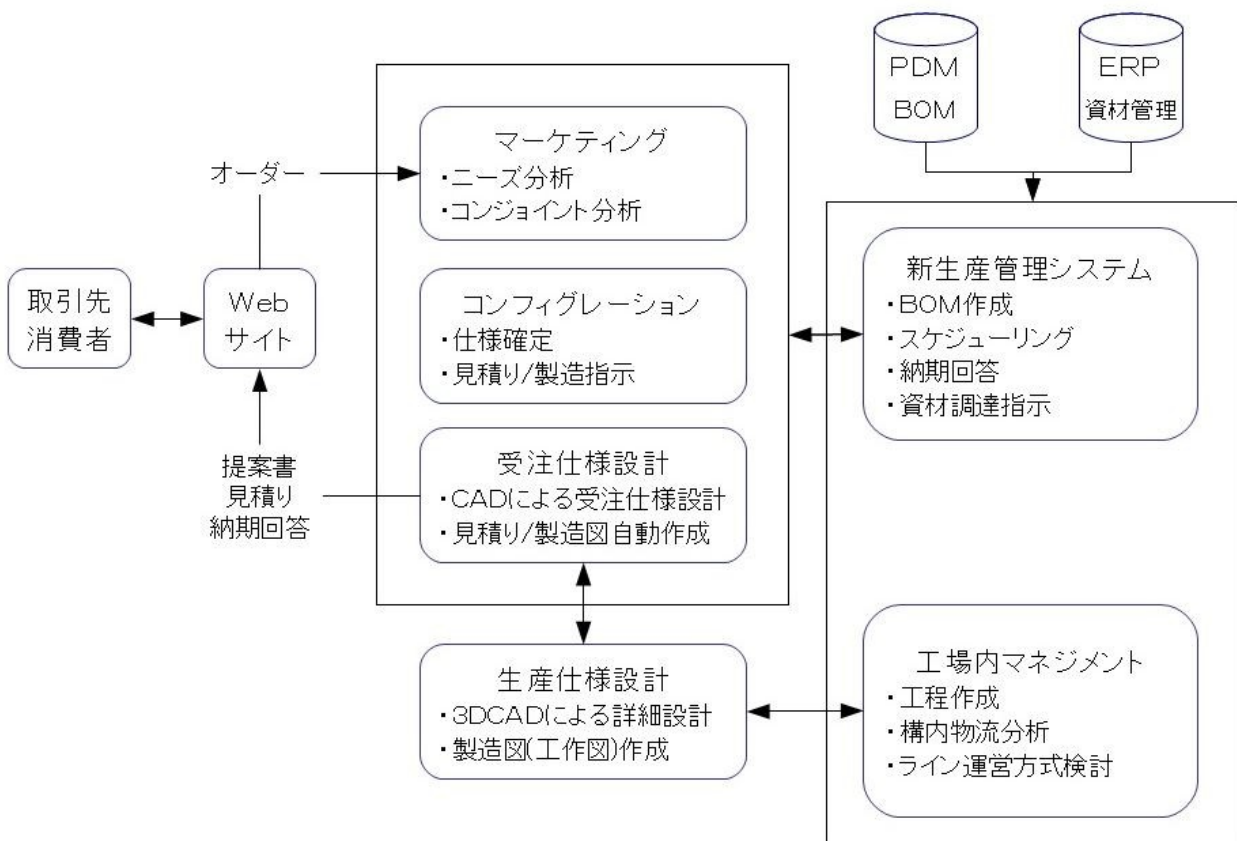 PDM
BOM
ERP
資材管理
マーケティング
・ニーズ分析
・コンジョイント分析
オーダー
取引先
消費者
Web
サイト
コンフィグレーション
・仕様確定
・見積り/製造指示
新生産管理システム
・BOM作成
・スケジューリング
・納期回答
・資材調達指示
提案書
見積り
納期回答
受注仕様設計
・CADによる受注仕様設計
・見積り/製造図自動作成
生産仕様設計
・3DCADによる詳細設計
・製造図(工作図)作成
工場内マネジメント
・工程作成
・構内物流分析
・ライン運営方式検討